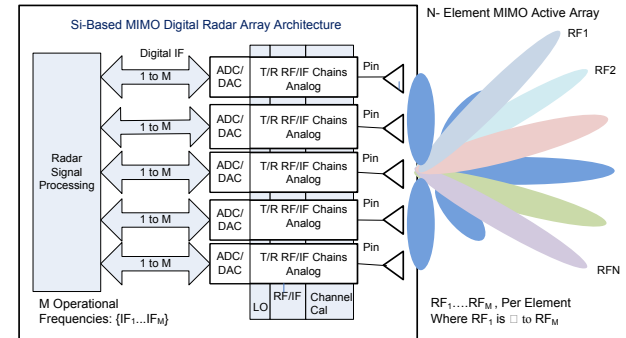 Si-Based MIMO Digital Radar Array Architecture
N- Element MIMO Active Array
Digital IF
Radar
Signal
Processing
1 to M
ADC/
DAC
T/R RF/IF Chains
Analog
Pin
1 to M
ADC/
DAC
T/R RF/IF Chains
Analog
Pin
1 to M
ADC/
DAC
T/R RF/IF Chains
Analog
Pin
1 to M
ADC/
DAC
T/R RF/IF Chains
Analog
Pin
1 to M
ADC/
DAC
T/R RF/IF Chains
Analog
Pin
RF1
RF2
RFN
M Operational
Frequencies: {IF1...IFM}
LO
RF/IF
Channel
Cal
RF1....RFM , Per Element
Where RF1 is □ to RFM